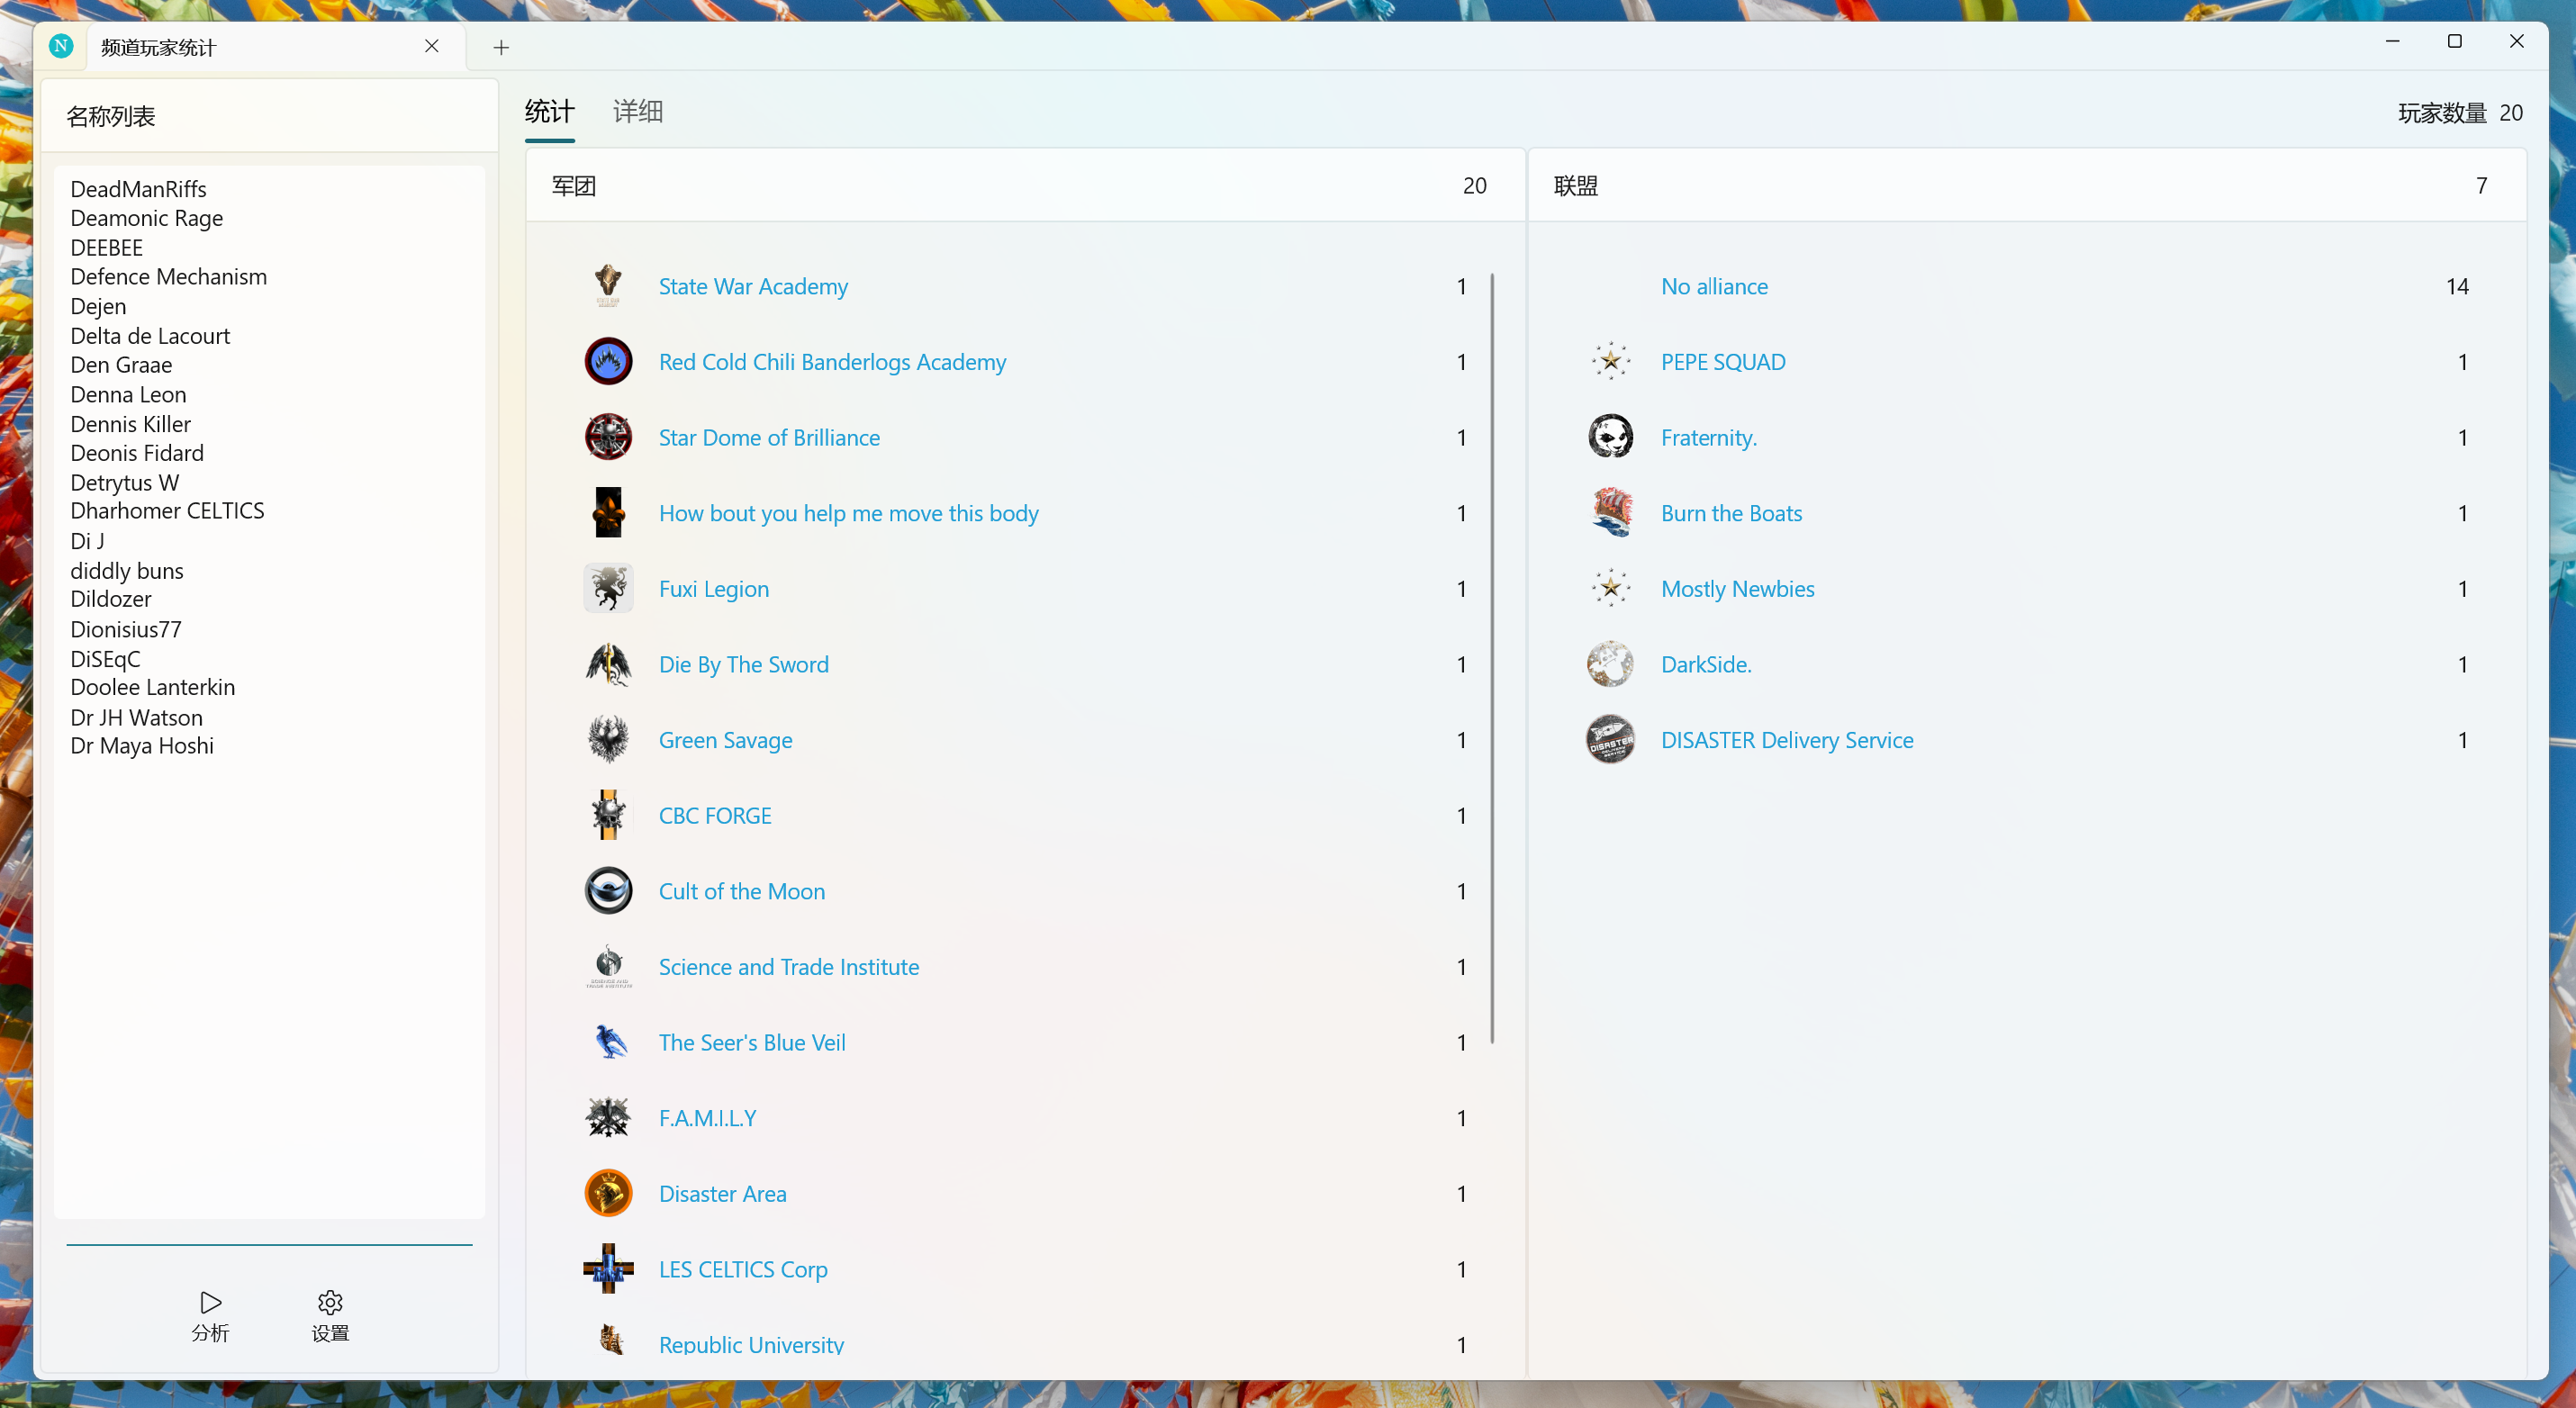 N 频道玩家统计
名称列表
DeadManRiffs
Deamonic Rage
DEEBEE
Defence Mechanism
Dejen
Delta de Lacourt
Den Graae
Denna Leon
Dennis Killer
Deonis Fidard
Detrytus W
Dharhomer CELTICS
Di J
diddly buns
Dildozer
Dionisius77
DiSEqC
Doolee Lanterkin
Dr JH Watson
Dr Maya Hoshi
分析 设置
统计 详细 玩家数量 20
军团 20
State War Academy 1
Red Cold Chili Banderlogs Academy 1
Star Dome of Brilliance 1
How bout you help me move this body 1
Fuxi Legion 1
Die By The Sword 1
Green Savage 1
CBC FORGE 1
Cult of the Moon 1
Science and Trade Institute 1
The Seer's Blue Veil 1
F.A.M.I.L.Y 1
Disaster Area 1
LES CELTICS Corp 1
Republic University 1
联盟 7
No alliance 14
PEPE SQUAD 1
Fraternity. 1
Burn the Boats 1
Mostly Newbies 1
DarkSide. 1
DISASTER
DISASTER Delivery Service 1